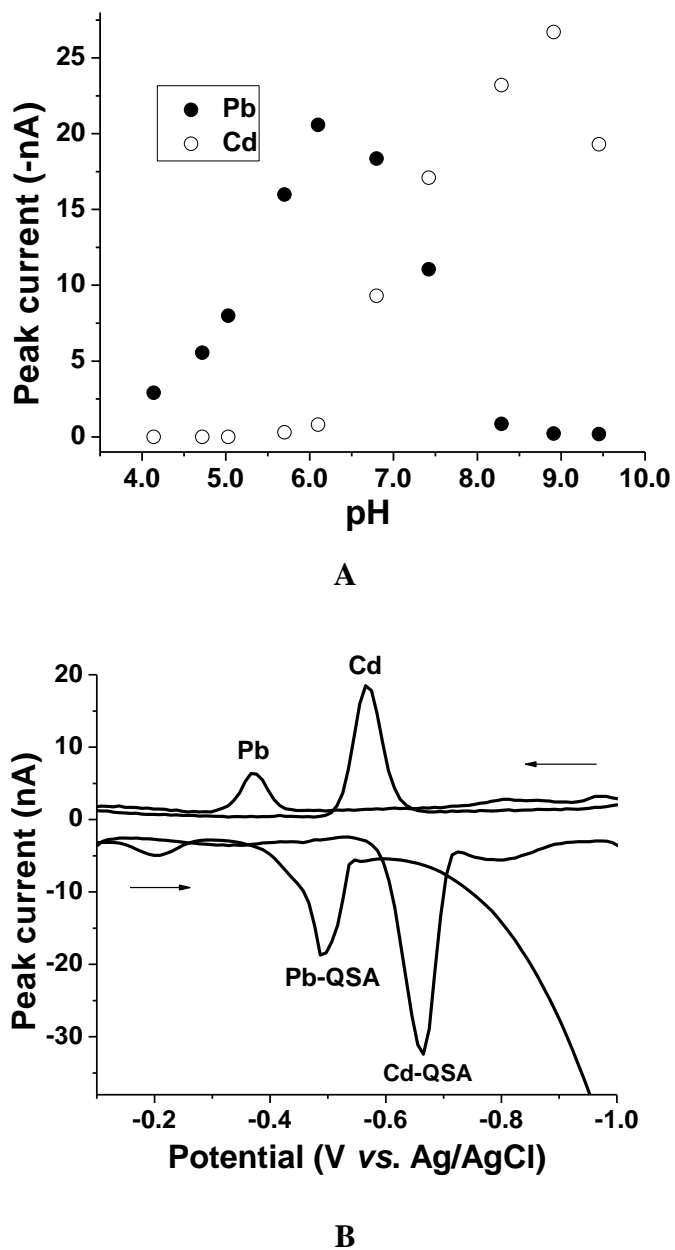 Peak current (-nA)
25
20
15
10
5
0
Pb
Cd
4.0 5.0 6.0 7.0 8.0 9.0 10.0
pH
A
Peak current (nA)
20
10
0
-10
-20
-30
Cd
Pb
Pb-QSA
Cd-QSA
-0.2 -0.4 -0.6 -0.8 -1.0
Potential (V vs. Ag/AgCl)
B